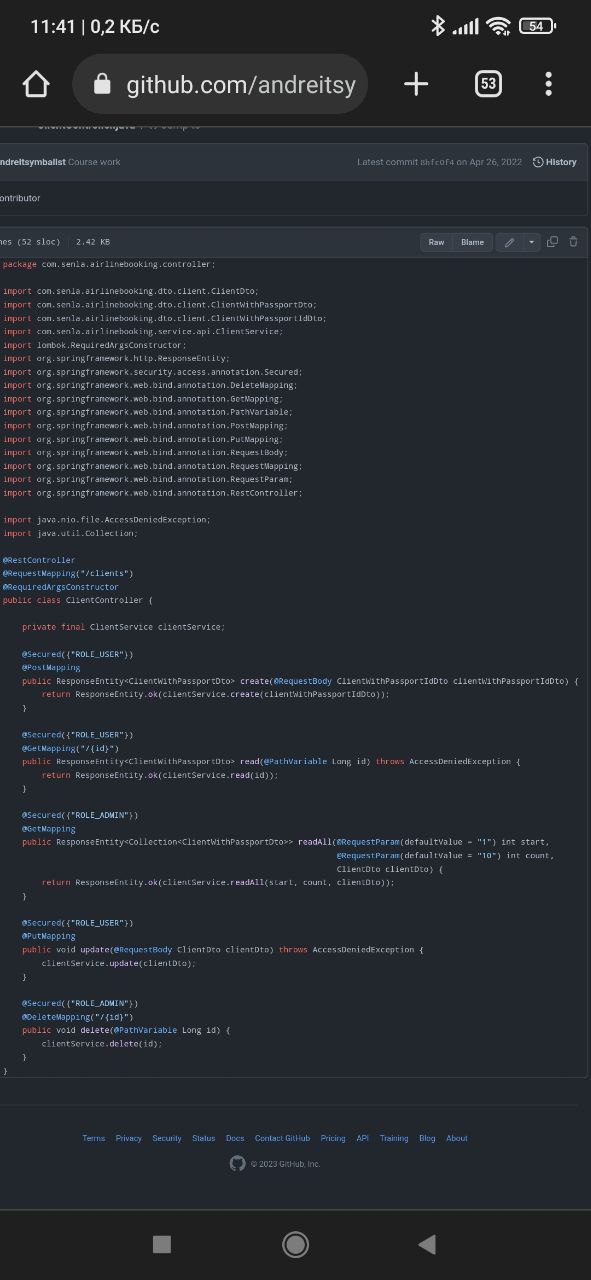 11:41 | 0,2 КБ/с
54
github.com/andreitsy
53
ndreitsymbalist Course work
Latest commit 8bfc0f4 on Apr 26, 2022
History
ontributor
nes (52 sloc) 2.42 KB
Raw Blame
package com.senla.airlinebooking.controller;
import com.senla.airlinebooking.dto.client.ClientDto;
import com.senla.airlinebooking.dto.client.ClientWithPassportDto;
import com.senla.airlinebooking.dto.client.ClientWithPassportIdDto;
import com.senla.airlinebooking.service.api.ClientService;
import lombok.RequiredArgsConstructor;
import org.springframework.http.ResponseEntity;
import org.springframework.security.access.annotation.Secured;
import org.springframework.web.bind.annotation.DeleteMapping;
import org.springframework.web.bind.annotation.GetMapping;
import org.springframework.web.bind.annotation.PathVariable;
import org.springframework.web.bind.annotation.PostMapping;
import org.springframework.web.bind.annotation.PutMapping;
import org.springframework.web.bind.annotation.RequestBody;
import org.springframework.web.bind.annotation.RequestMapping;
import org.springframework.web.bind.annotation.RequestParam;
import org.springframework.web.bind.annotation.RestController;
import java.nio.file.AccessDeniedException;
import java.util.Collection;
@RestController
@RequestMapping("/clients")
@RequiredArgsConstructor
public class ClientController {
private final ClientService clientService;
@Secured({"ROLE_USER"})
@PostMapping
public ResponseEntity<ClientWithPassportDto> create(@RequestBody ClientWithPassportIdDto clientWithPassportIdDto) {
return ResponseEntity.ok(clientService.create(clientWithPassportIdDto));
}
@Secured({"ROLE_USER"})
@GetMapping("/{id}")
public ResponseEntity<ClientWithPassportDto> read(@PathVariable Long id) throws AccessDeniedException {
return ResponseEntity.ok(clientService.read(id));
}
@Secured({"ROLE_ADMIN"})
@GetMapping
public ResponseEntity<Collection<ClientWithPassportDto>> readAll(@RequestParam(defaultValue = "1") int start,
@RequestParam(defaultValue = "10") int count,
ClientDto clientDto) {
return ResponseEntity.ok(clientService.readAll(start, count, clientDto));
}
@Secured({"ROLE_USER"})
@PutMapping
public void update(@RequestBody ClientDto clientDto) throws AccessDeniedException {
clientService.update(clientDto);
}
@Secured({"ROLE_ADMIN"})
@DeleteMapping("/{id}")
public void delete(@PathVariable Long id) {
clientService.delete(id);
}
}
Terms Privacy Security Status Docs Contact GitHub Pricing API Training Blog About
© 2023 GitHub, Inc.